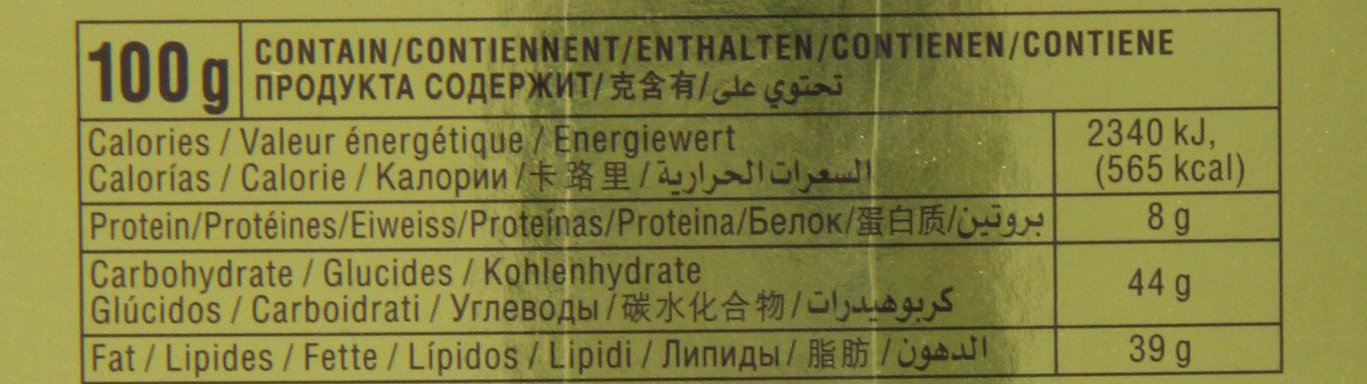 100 g
CONTAIN/CONTIENNENT/ENTHALTEN/CONTIENEN/CONTIENE
ПРОДУКТА СОДЕРЖИТ/克含有/تحتوي على
Calories / Valeur énergétique / Energiewert
Calorías / Calorie / Калории /卡路里/ السعرات الحرارية
2340 kJ,
(565 kcal)
Protein/Protéines/Eiweiss/Proteínas/Proteina/Белок/蛋白质/بروتين
8 g
Carbohydrate / Glucides / Kohlenhydrate
Glúcidos / Carboidrati / Углеводы /碳水化合物/ كربوهيدرات
44 g
Fat / Lipides / Fette / Lípidos / Lipidi / Липиды / 脂肪 / الدهون
39 g